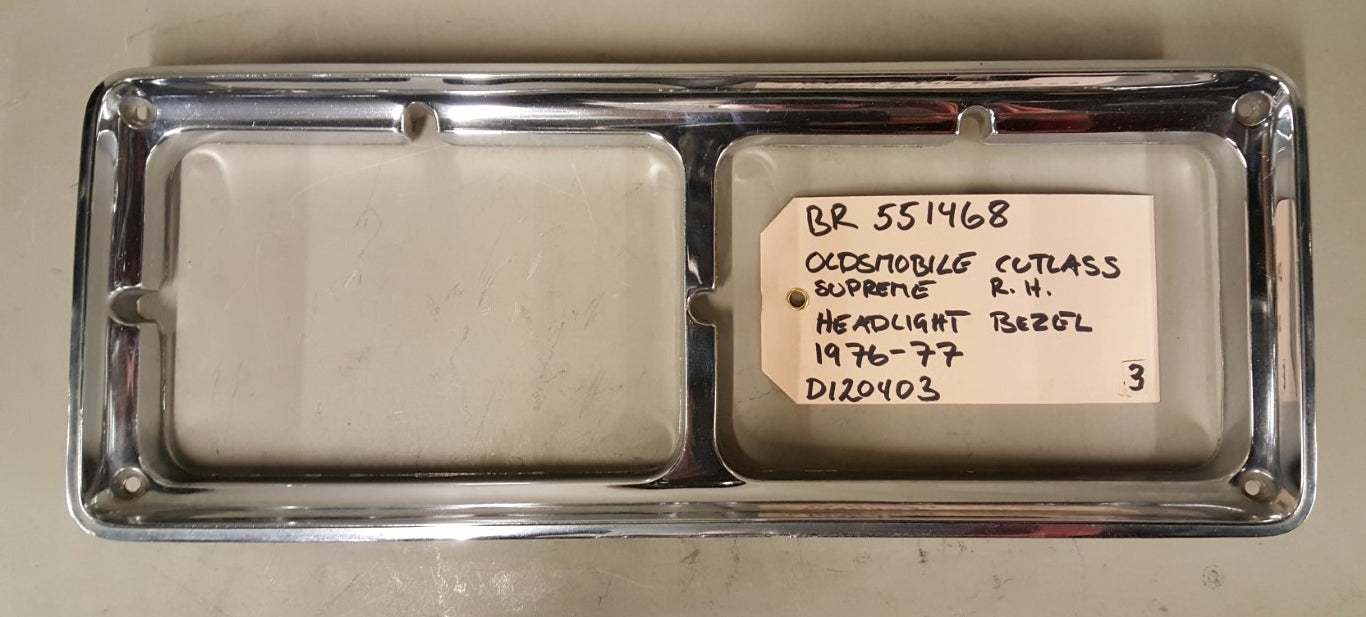 BR 551468
OLDSMOBILE CUTLASS
SUPREME R.H.
HEADLIGHT BEZEL
1976-77
D120403
3